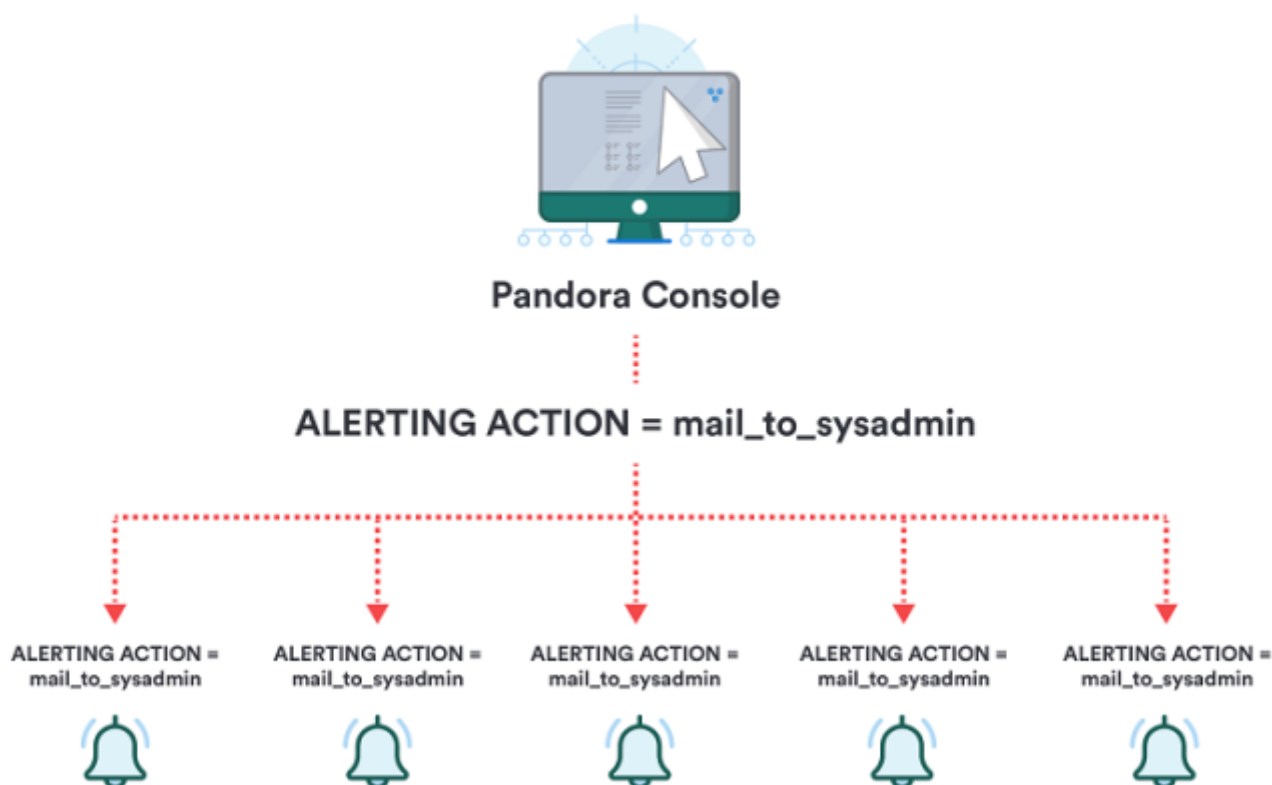 Pandora Console
ALERTING ACTION = mail_to_sysadmin
ALERTING ACTION =
mail_to_sysadmin
ALERTING ACTION =
mail_to_sysadmin
ALERTING ACTION =
mail_to_sysadmin
ALERTING ACTION =
mail_to_sysadmin
ALERTING ACTION =
mail_to_sysadmin